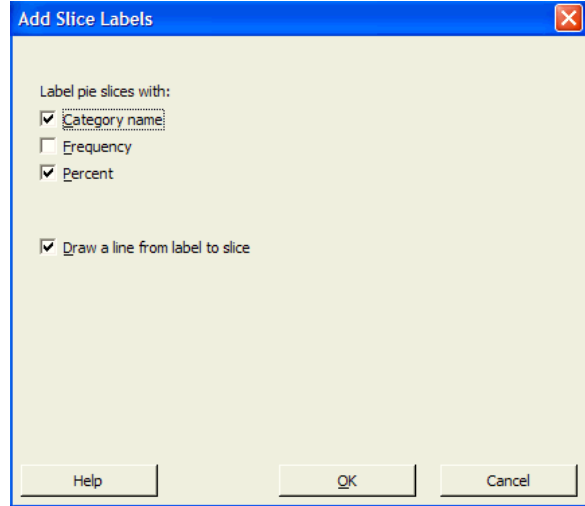 Add Slice Labels
Label pie slices with:
Category name
Frequency
Percent
Draw a line from label to slice
Help OK Cancel